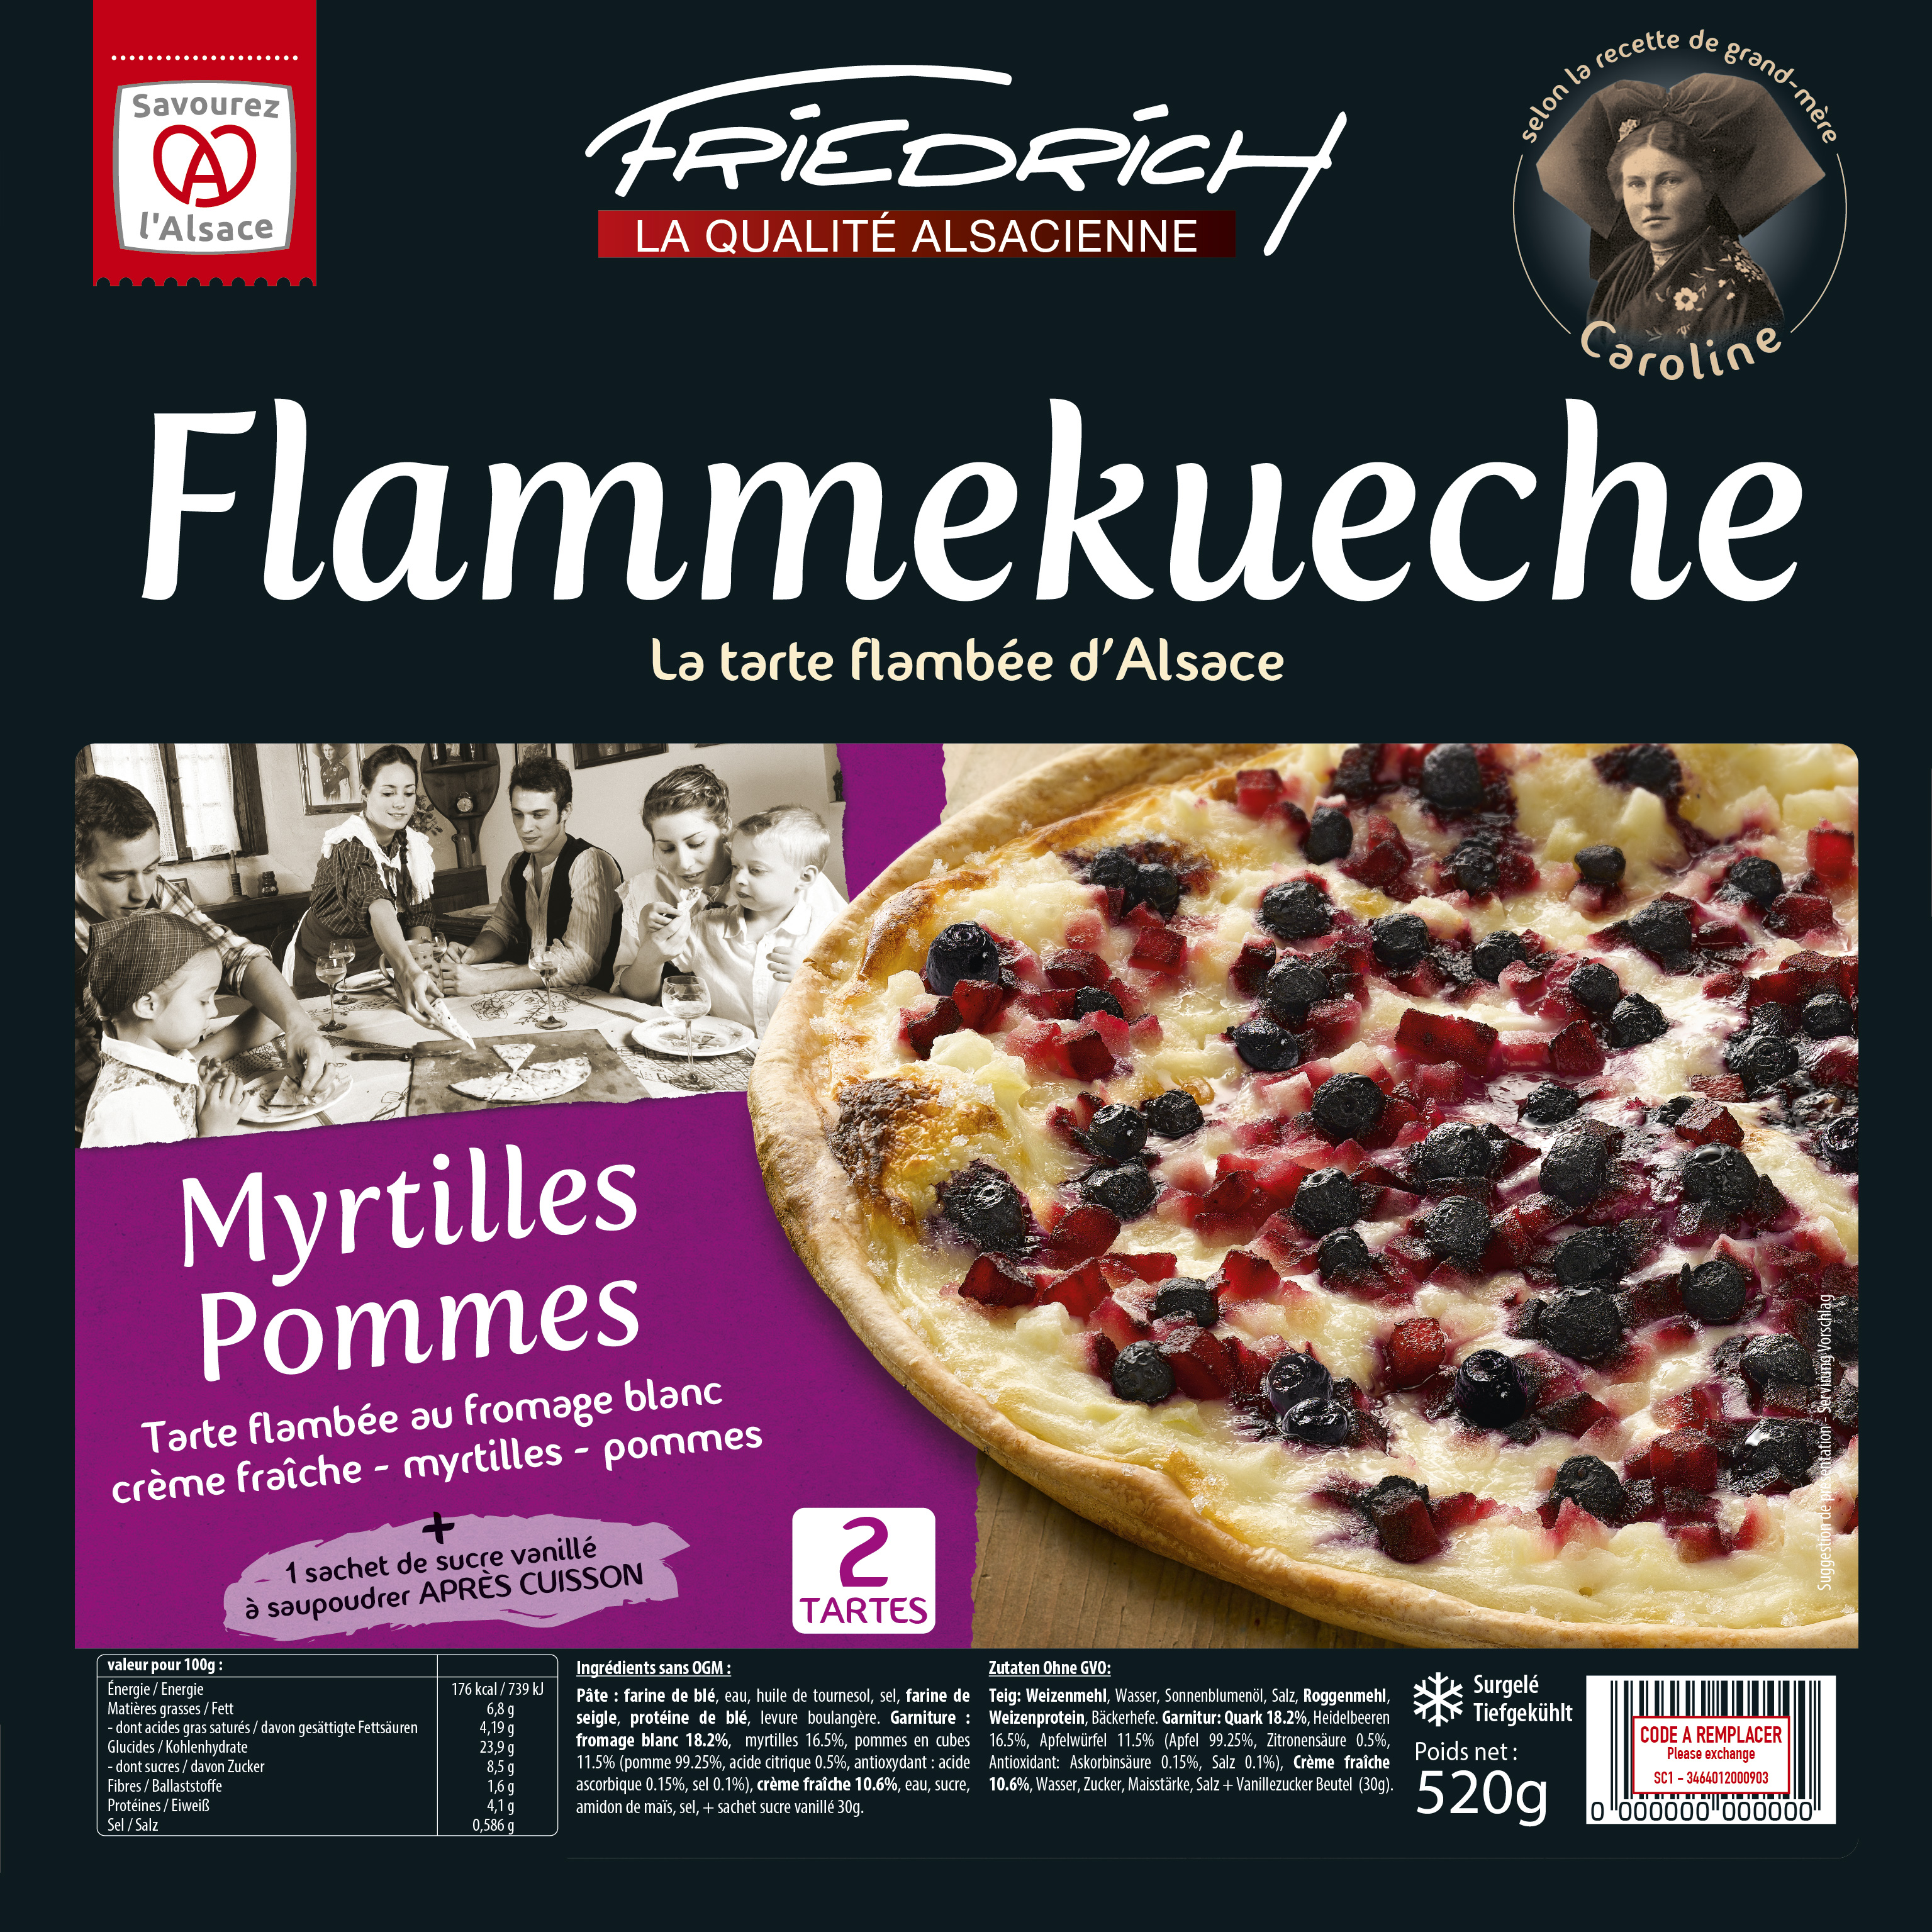 Savourez
A
l'Alsace
FRIEDRICH
LA QUALITÉ ALSACIENNE
selon la recette de grand-mère
Caroline
Flammekueche
La tarte flambée d'Alsace
Myrtilles
Pommes
Tarte flambée au fromage blanc
crème fraîche - myrtilles - pommes
+
1 sachet de sucre vanillé
à saupoudrer APRÈS CUISSON
2
TARTES
Suggestion de présentation - Servining Vorschlag
valeur pour 100g :
Énergie / Energie 176 kcal / 739 kJ
Matières grasses / Fett 6,8 g
- dont acides gras saturés / davon gesättigte Fettsäuren 4,19 g
Glucides / Kohlenhydrate 23,9 g
- dont sucres / davon Zucker 8,5 g
Fibres / Ballaststoffe 1,6 g
Protéines / Eiweiß 4,1 g
Sel / Salz 0,586 g
Ingrédients sans OGM :
Pâte : farine de blé, eau, huile de tournesol, sel, farine de
seigle, protéine de blé, levure boulangère. Garniture :
fromage blanc 18.2%, myrtilles 16.5%, pommes en cubes
11.5% (pomme 99.25%, acide citrique 0.5%, antioxydant : acide
ascorbique 0.15%, sel 0.1%), crème fraîche 10.6%, eau, sucre,
amidon de maïs, sel, + sachet sucre vanillé 30g.
Zutaten Ohne GVO:
Teig: Weizenmehl, Wasser, Sonnenblumenöl, Salz, Roggenmehl,
Weizenprotein, Bäckerhefe. Garnitur: Quark 18.2%, Heidelbeeren
16.5%, Apfelwürfel 11.5% (Apfel 99.25%, Zitronensäure 0.5%,
Antioxidant: Askorbinsäure 0.15%, Salz 0.1%), Crème fraîche
10.6%, Wasser, Zucker, Maisstärke, Salz + Vanillezucker Beutel (30g).
Surgelé
Tiefgekühlt
Poids net :
520g
CODE A REMPLACER
Please exchange
SC1 - 3464012000903
0 000000 000000